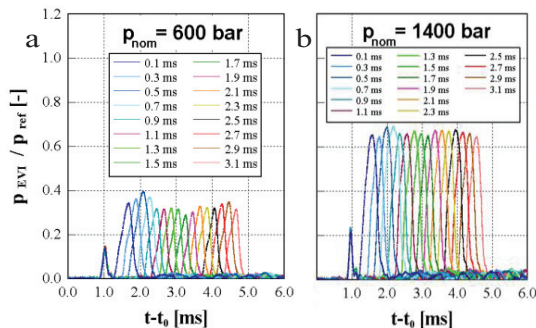 a
p_nom = 600 bar
0.1 ms
0.3 ms
0.5 ms
0.7 ms
0.9 ms
1.1 ms
1.3 ms
1.5 ms
1.7 ms
1.9 ms
2.1 ms
2.3 ms
2.5 ms
2.7 ms
2.9 ms
3.1 ms
p_EVI / p_ref [-]
1.2
1.0
0.8
0.6
0.4
0.2
0.0
0.0 1.0 2.0 3.0 4.0 5.0 6.0
t-t₀ [ms]
b
p_nom = 1400 bar
0.1 ms
0.3 ms
0.5 ms
0.7 ms
0.9 ms
1.1 ms
1.3 ms
1.5 ms
1.7 ms
1.9 ms
2.1 ms
2.3 ms
2.5 ms
2.7 ms
2.9 ms
3.1 ms
1.0 2.0 3.0 4.0 5.0 6.0
t-t₀ [ms]